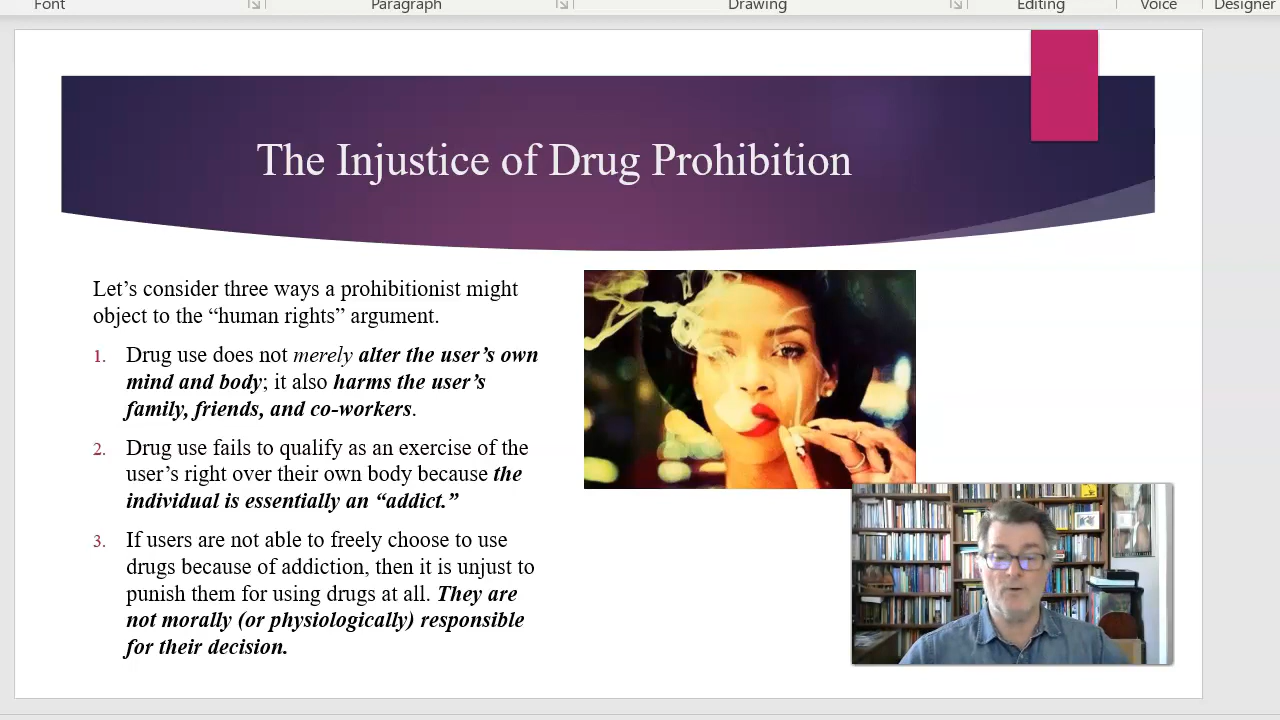 Font Paragraph Drawing Editing Voice Designer
The Injustice of Drug Prohibition
Let’s consider three ways a prohibitionist might
object to the “human rights” argument.
1. Drug use does not merely alter the user’s own
mind and body; it also harms the user’s
family, friends, and co-workers.
2. Drug use fails to qualify as an exercise of the
user’s right over their own body because the
individual is essentially an “addict.”
3. If users are not able to freely choose to use
drugs because of addiction, then it is unjust to
punish them for using drugs at all. They are
not morally (or physiologically) responsible
for their decision.